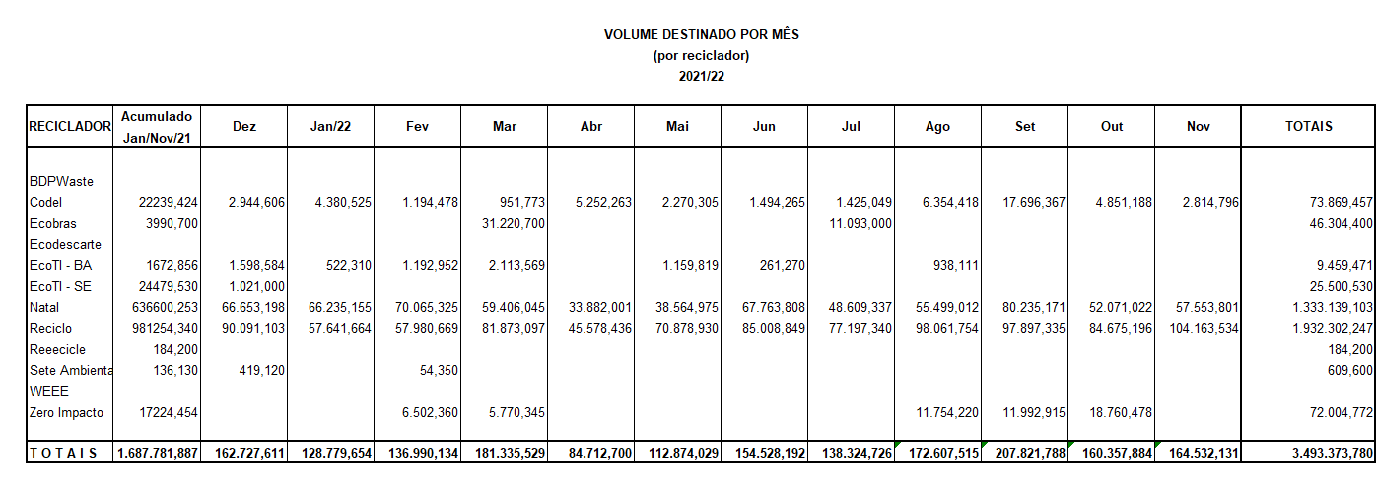 VOLUME DESTINADO POR MÊS
(por reciclador)
2021/22
RECICLADOR Acumulado Jan/Nov/21 Dez Jan/22 Fev Mar Abr Mai Jun Jul Ago Set Out Nov TOTAIS
BDPWaste
Codel 22239,424 2.944,606 4.380,525 1.194,478 951,773 5.252,263 2.270,305 1.494,265 1.425,049 6.354,418 17.696,367 4.851,188 2.814,796 73.869,457
Ecobras 3990,700 31.220,700 11.093,000 46.304,400
Ecodescarte
EcoTI - BA 1672,856 1.598,584 522,310 1.192,952 2.113,569 1.159,819 261,270 938,111 9.459,471
EcoTI - SE 24479,530 1.021,000 25.500,530
Natal 636600,253 66.653,198 66.235,155 70.065,325 59.406,045 33.882,001 38.564,975 67.763,808 48.609,337 55.499,012 80.235,171 52.071,022 57.553,801 1.333.139,103
Reciclo 981254,340 90.091,103 57.641,664 57.980,669 81.873,097 45.578,436 70.878,930 85.008,849 77.197,340 98.061,754 97.897,335 84.675,196 104.163,534 1.932.302,247
Reeecicle 184,200 184,200
Sete Ambienta 136,130 419,120 54,350 609,600
WEEE
Zero Impacto 17224,454 6.502,360 5.770,345 11.754,220 11.992,915 18.760,478 72.004,772
T O T A I S 1.687.781,887 162.727,611 128.779,654 136.990,134 181.335,529 84.712,700 112.874,029 154.528,192 138.324,726 172.607,515 207.821,788 160.357,884 164.532,131 3.493.373,780